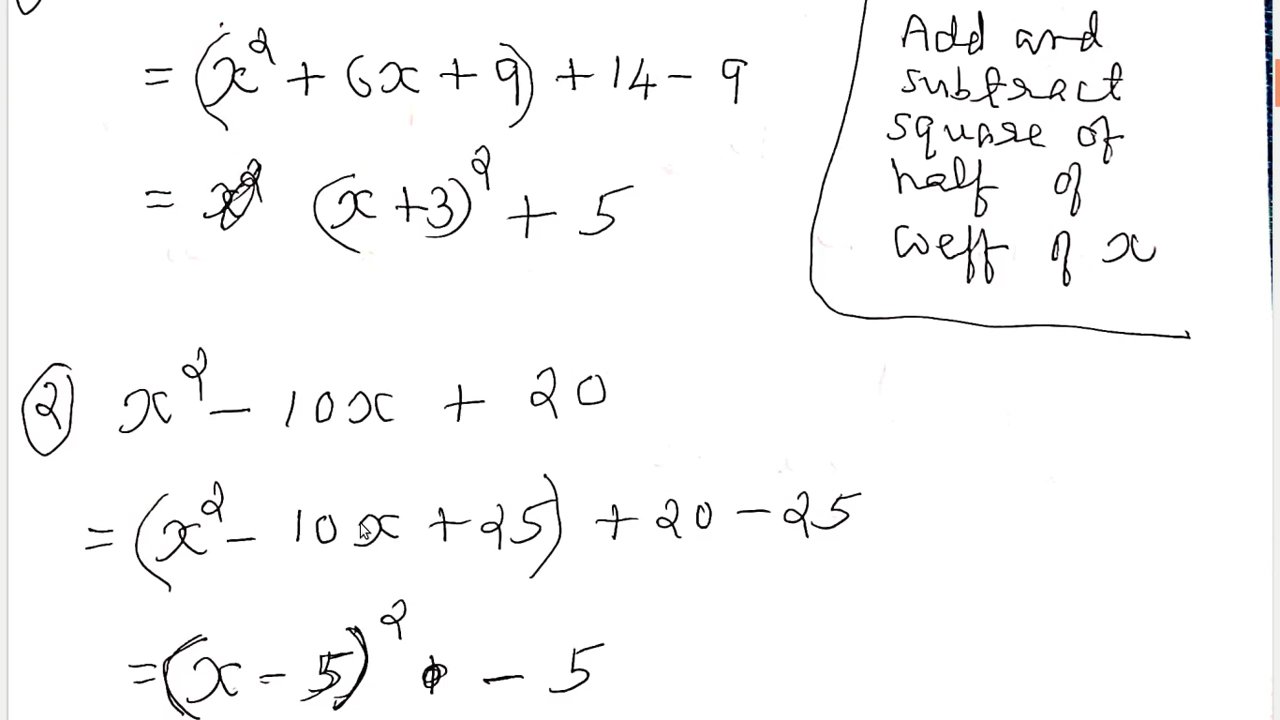 = (x² + 6x + 9) + 14 - 9
= (x + 3)² + 5
Add and
subtract
square of
half of
coeff of x
② x² - 10x + 20
= (x² - 10x + 25) + 20 - 25
= (x - 5)² - 5